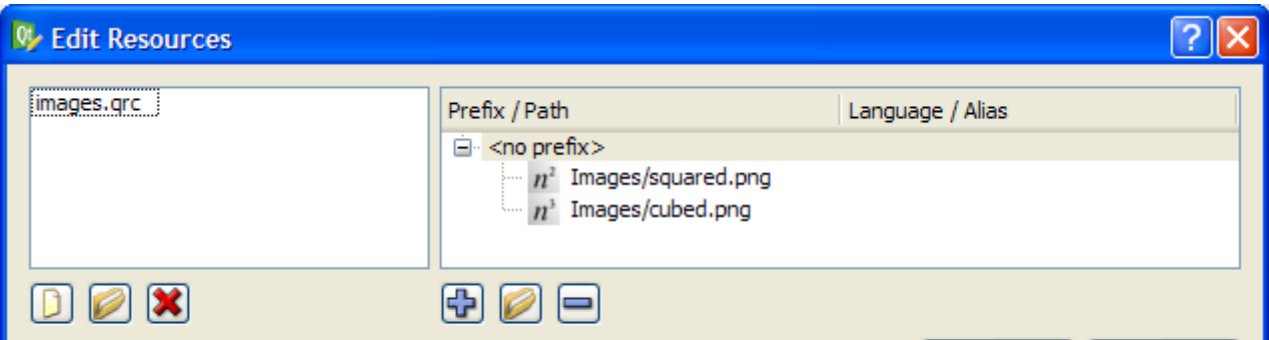 Edit Resources
images.qrc
Prefix / Path Language / Alias
<no prefix>
n² Images/squared.png
n³ Images/cubed.png